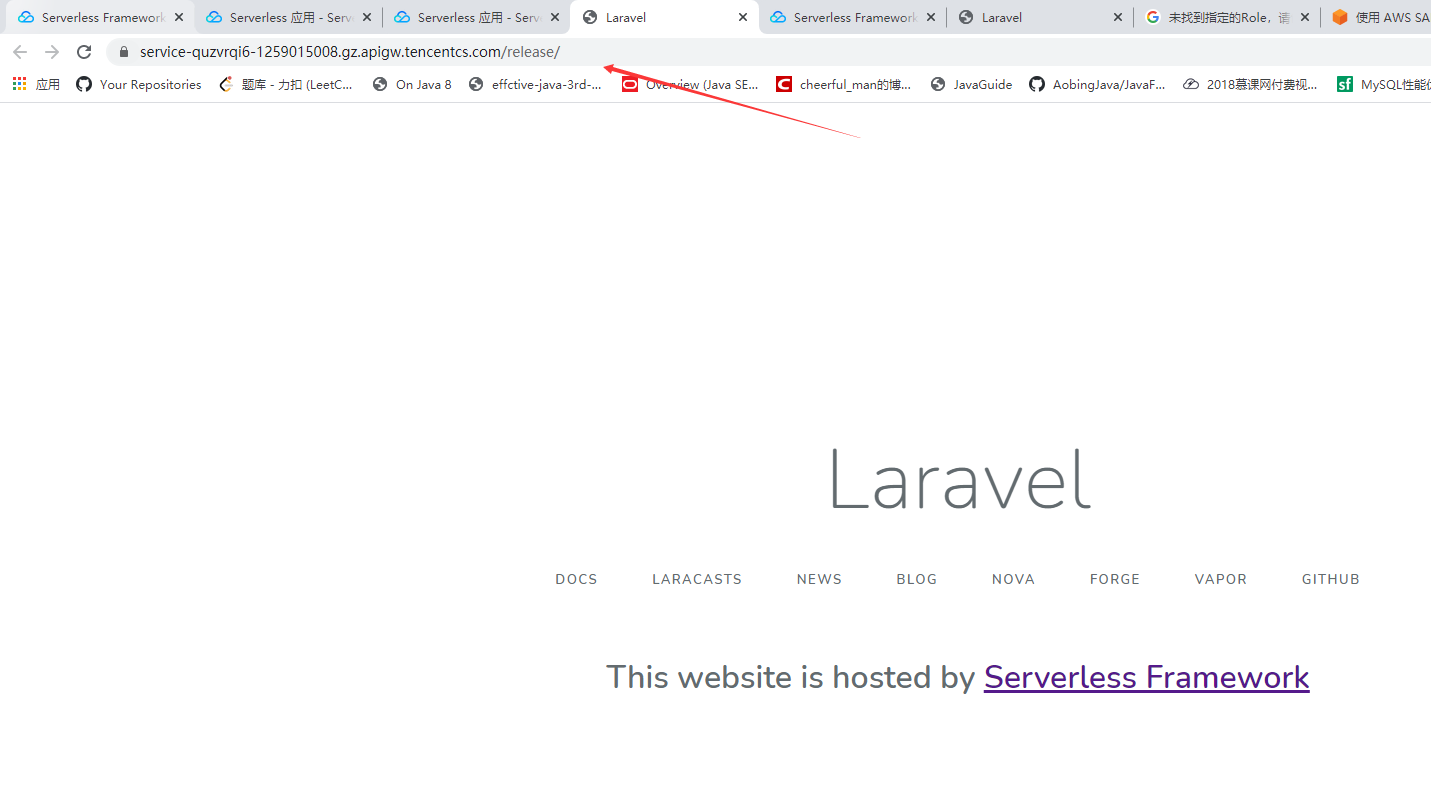 Serverless Framework Serverless 应用 - Serv Serverless 应用 - Serv Laravel Serverless Framework Laravel 未找到指定的Role，请 使用 AWS SA
service-quzvrqi6-1259015008.gz.apigw.tencentcs.com/release/
应用 Your Repositories 题库 - 力扣 (LeetC... On Java 8 effctive-java-3rd-... Overview (Java SE... cheerful_man的博... JavaGuide AobingJava/JavaF... 2018慕课网付费视... MySQL性能优
Laravel
DOCS LARACASTS NEWS BLOG NOVA FORGE VAPOR GITHUB
This website is hosted by Serverless Framework